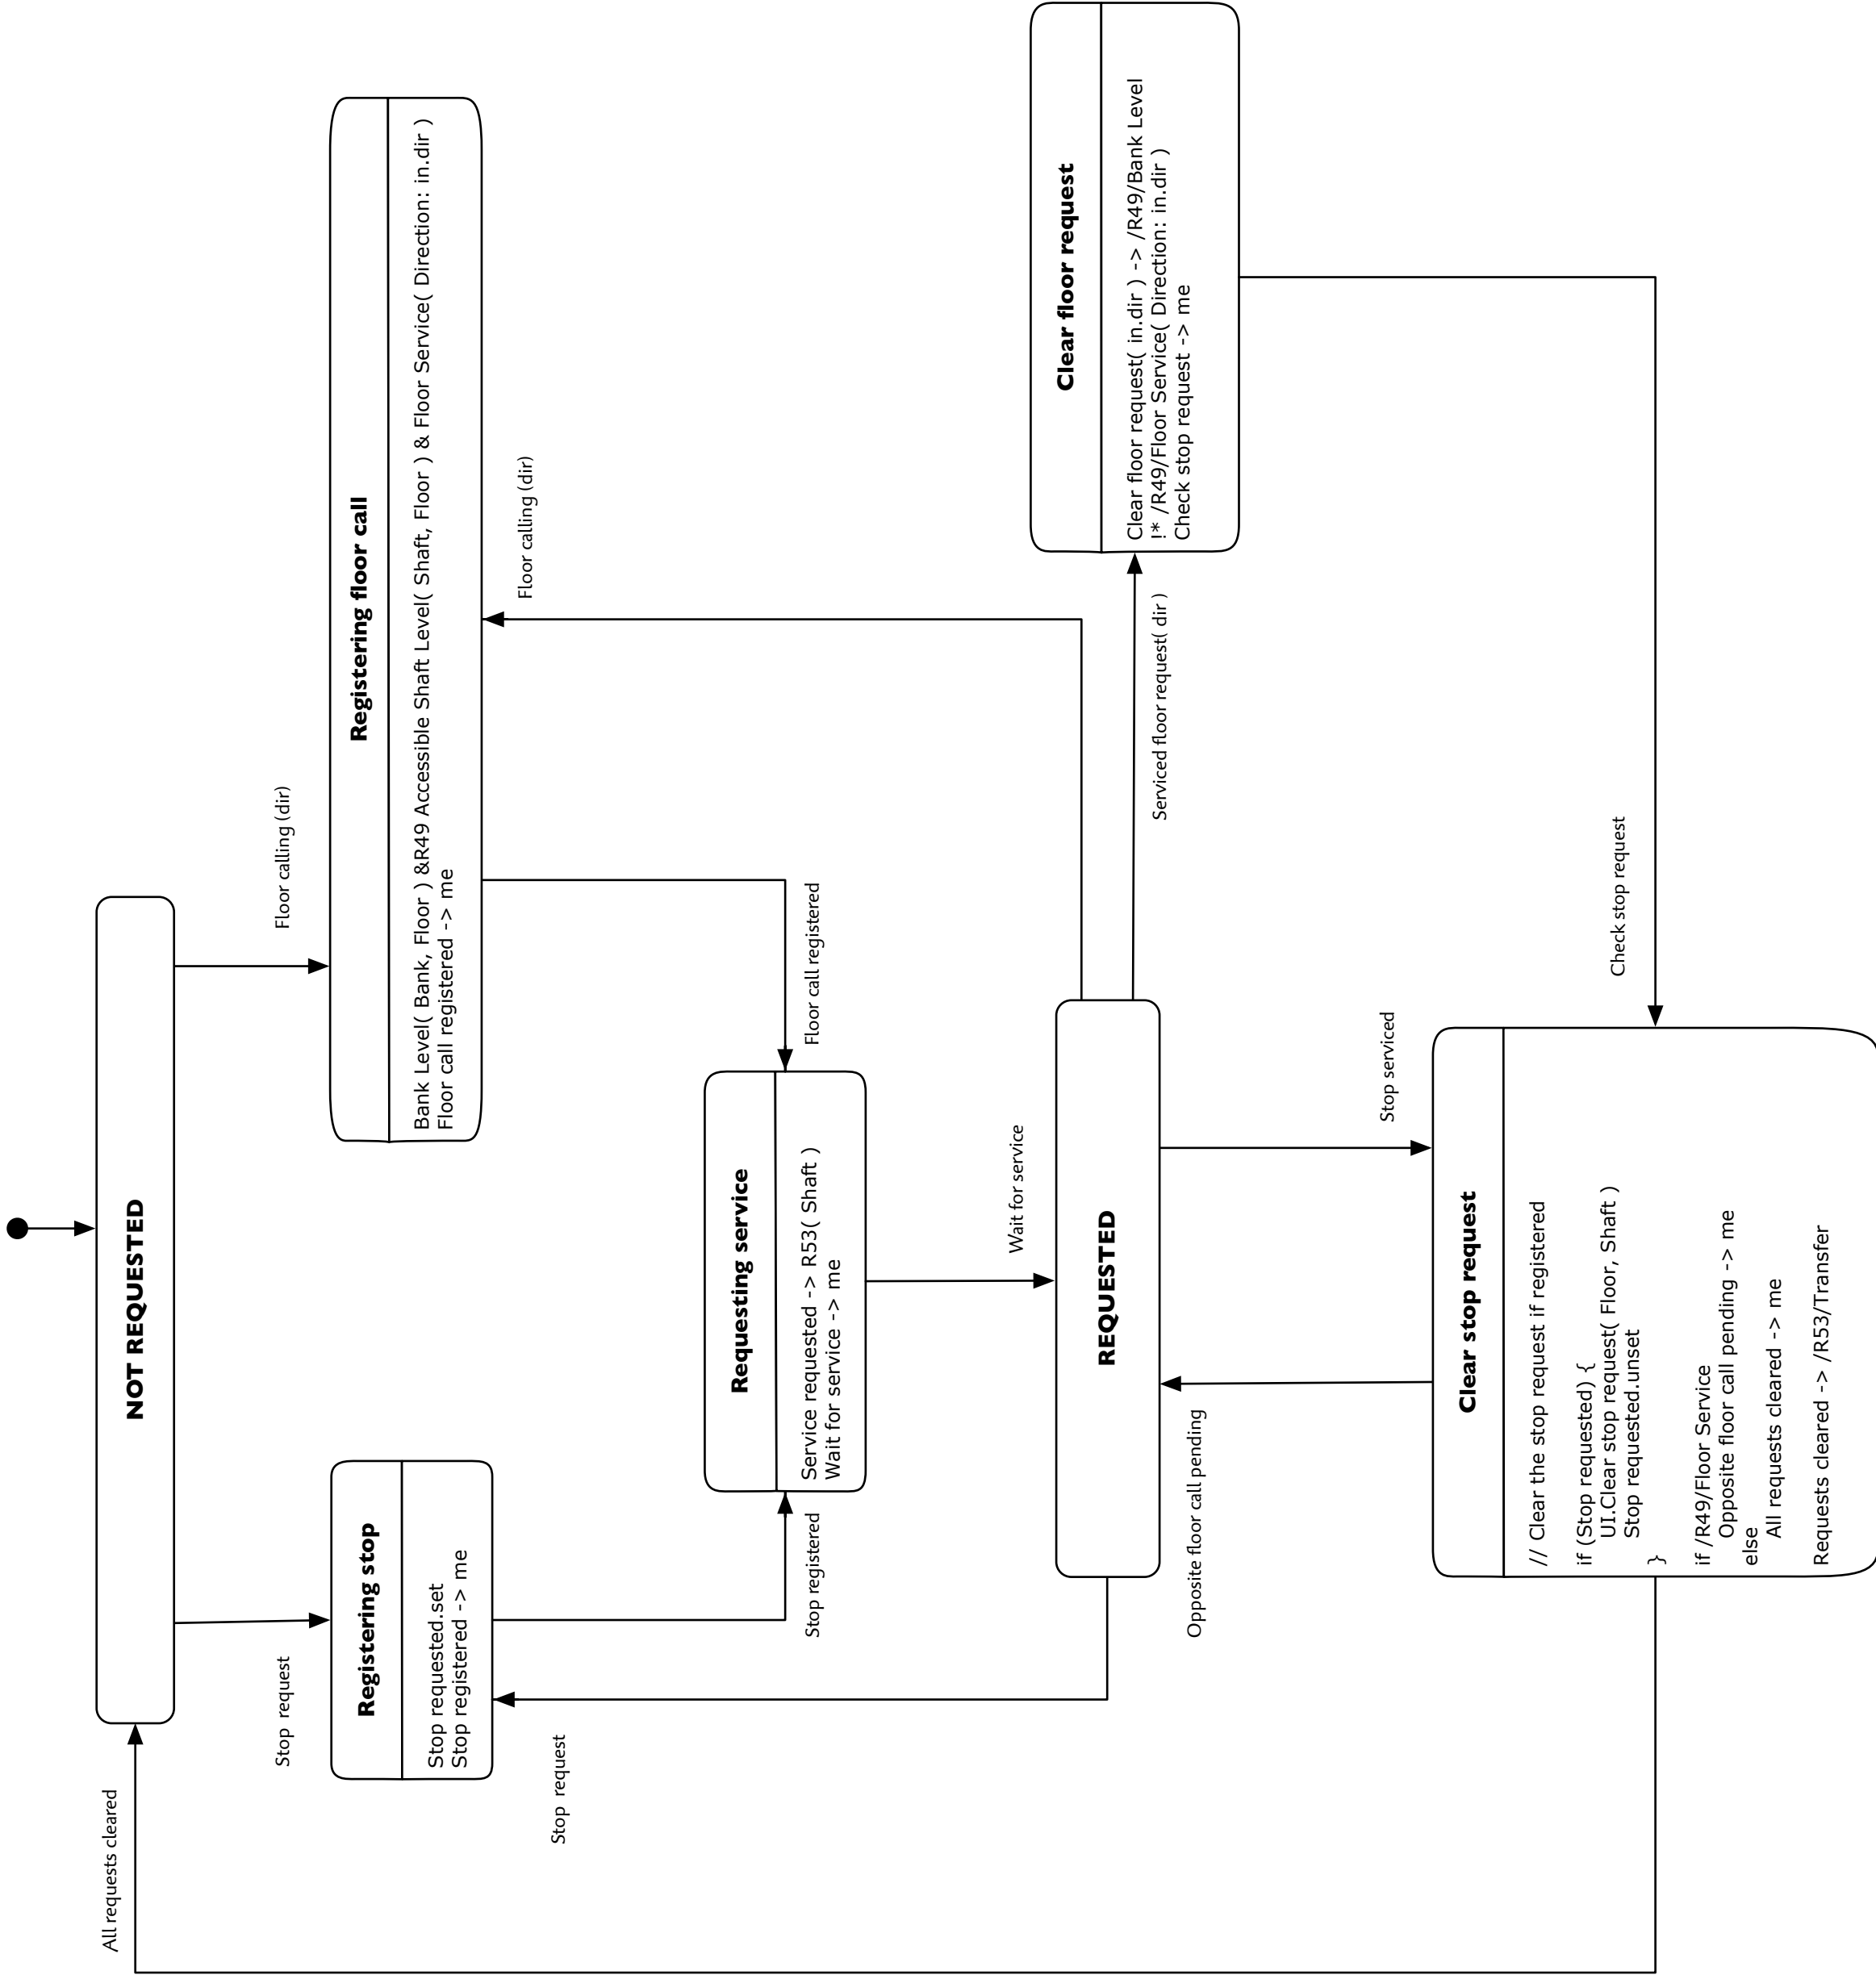 All requests cleared
NOT REQUESTED
Stop request
Floor calling (dir)
Registering stop
Stop requested.set
Stop registered -> me
Registering floor call
Bank Level( Bank, Floor ) &R49 Accessible Shaft Level( Shaft, Floor ) & Floor Service( Direction: in.dir )
Floor call registered -> me
Stop request
Floor calling (dir)
Requesting service
Service requested -> R53( Shaft )
Wait for service -> me
Stop registered
Floor call registered
Wait for service
REQUESTED
Clear floor request
Clear floor request( in.dir ) -> /R49/Bank Level
!* /R49/Floor Service( Direction: in.dir )
Check stop request -> me
Serviced floor request( dir )
Opposite floor call pending
Stop serviced
Clear stop request
// Clear the stop request if registered
if (Stop requested) {
UI.Clear stop request( Floor, Shaft )
Stop requested.unset
}
if /R49/Floor Service
Opposite floor call pending -> me
else
All requests cleared -> me
Requests cleared -> /R53/Transfer
Check stop request